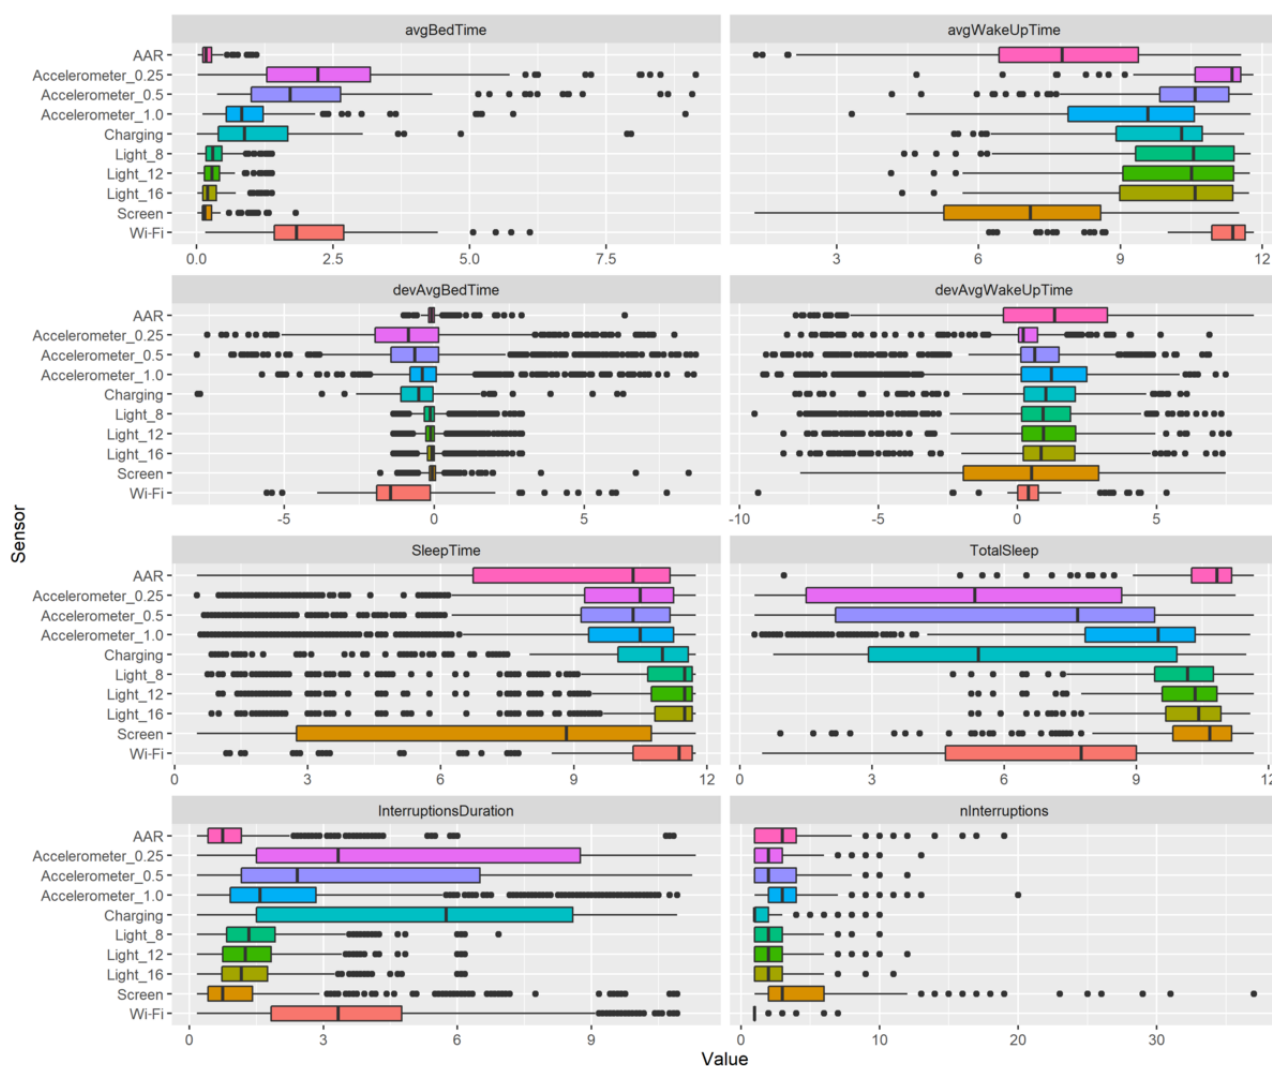 avgBedTime
avgWakeUpTime
AAR
Accelerometer_0.25
Accelerometer_0.5
Accelerometer_1.0
Charging
Light_8
Light_12
Light_16
Screen
Wi-Fi
0.0 2.5 5.0 7.5
3 6 9 12
devAvgBedTime
devAvgWakeUpTime
AAR
Accelerometer_0.25
Accelerometer_0.5
Accelerometer_1.0
Charging
Light_8
Light_12
Light_16
Screen
Wi-Fi
-5 0 5
-10 -5 0 5
Sensor
SleepTime
TotalSleep
AAR
Accelerometer_0.25
Accelerometer_0.5
Accelerometer_1.0
Charging
Light_8
Light_12
Light_16
Screen
Wi-Fi
0 3 6 9 12
0 3 6 9 12
InterruptionsDuration
nInterruptions
AAR
Accelerometer_0.25
Accelerometer_0.5
Accelerometer_1.0
Charging
Light_8
Light_12
Light_16
Screen
Wi-Fi
0 3 6 9
0 10 20 30
Value